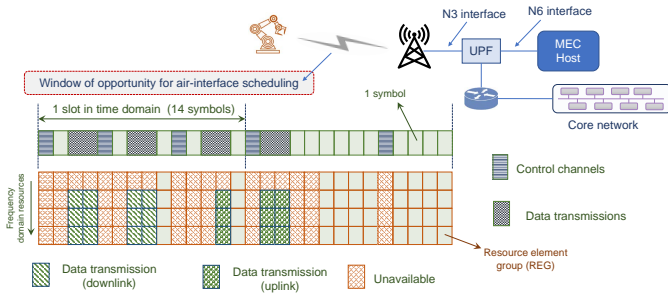 N3 interface
N6 interface
UPF
MEC
Host
Window of opportunity for air-interface scheduling
1 slot in time domain (14 symbols)
1 symbol
Core network
Control channels
Data transmissions
Frequency
domain resources
Resource element
group (REG)
Data transmission
(downlink)
Data transmission
(uplink)
Unavailable